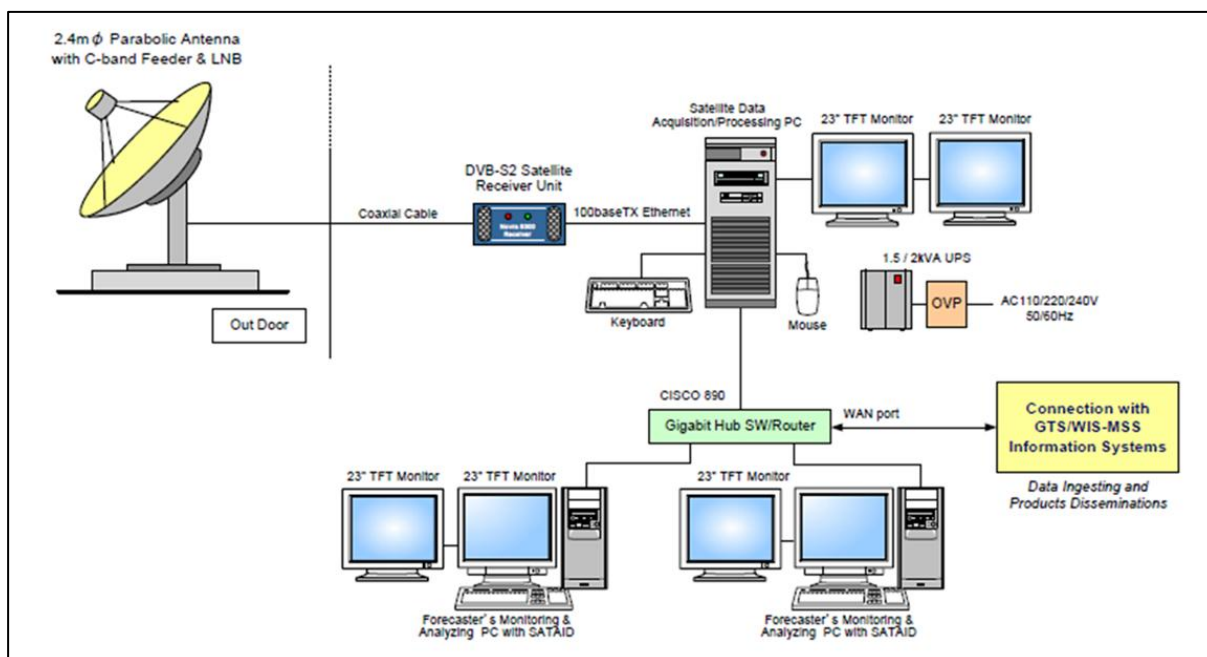 2.4mϕ Parabolic Antenna
with C-band Feeder & LNB
Out Door
Coaxial Cable
DVB-S2 Satellite
Receiver Unit
Receiver
100baseTX Ethernet
Satellite Data
Acquisition/Processing PC
23" TFT Monitor
23" TFT Monitor
Keyboard
Mouse
1.5 / 2kVA UPS
OVP
AC110/220/240V
50/60Hz
CISCO 890
Gigabit Hub SW/Router
WAN port
Connection with
GTS/WIS-MSS
Information Systems
Data Ingesting and
Products Disseminations
23" TFT Monitor
23" TFT Monitor
Forecaster's Monitoring &
Analyzing PC with SATAID
23" TFT Monitor
23" TFT Monitor
Forecaster's Monitoring &
Analyzing PC with SATAID